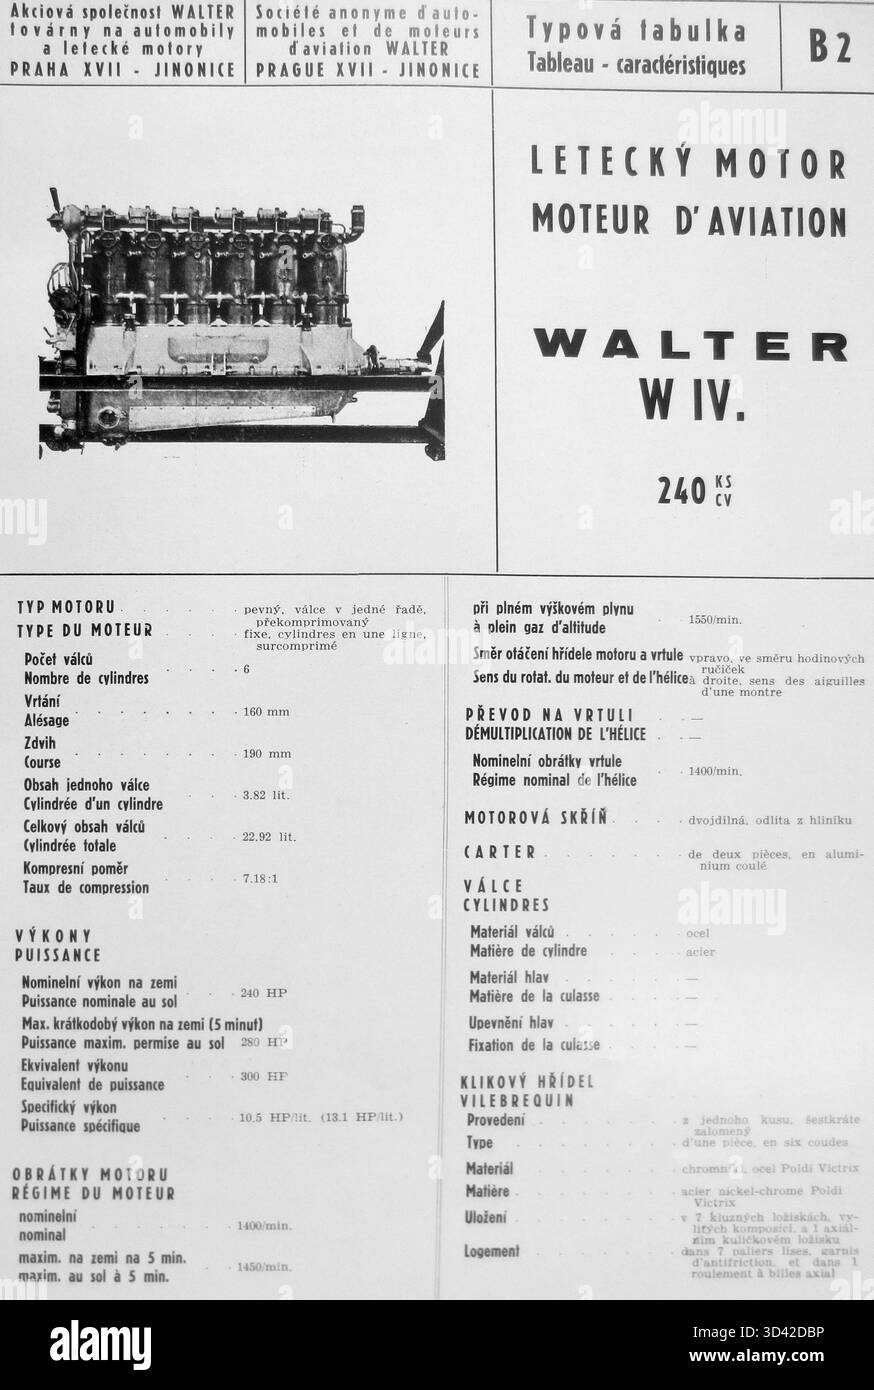 Akciová společnost WALTER
továrny na automobily
a letecké motory
PRAHA XVII - JINONICE
Société anonyme d'auto-
mobiles et de moteurs
d'aviation WALTER
PRAGUE XVII - JINONICE
Typová tabulka
Tableau - caractéristiques
B 2
LETECKÝ MOTOR
MOTEUR D'AVIATION
WALTER
W IV.
240 KS
CV
TYP MOTORU . . . . . pevný, válce v jedné řadě,
překomprimovaný
TYPE DU MOTEUR . . . . fixe, cylindres en une ligne,
surcomprimé
Počet válců
Nombre de cylindres . . . . 6
Vrtání
Alésage . . . . . . 160 mm
Zdvih
Course . . . . . . 190 mm
Obsah jednoho válce
Cylindrée d'un cylindre . . . 3.82 lit.
Celkový obsah válců
Cylindrée totale . . . . 22.92 lit.
Kompresní poměr
Taux de compression . . . . 7.18:1
VÝKONY
PUISSANCE
Nominelní výkon na zemi
Puissance nominale au sol . . . 240 HP
Max. krátkodobý výkon na zemi (5 minut)
Puissance maxim. permise au sol 280 HP
Ekvivalent výkonu
Equivalent de puissance . . . 300 HP
Specifický výkon
Puissance spécifique . . . . 10.5 HP/lit. (13.1 HP/lit.)
OBRÁTKY MOTORU
RÉGIME DU MOTEUR
nominelní
nominal . . . . . . 1400/min.
maxim. na zemi na 5 min.
maxim. au sol à 5 min. . . . 1450/min.
při plném výškovém plynu
à plein gaz d'altitude . . . 1550/min.
Směr otáčení hřídele motoru a vrtule vpravo, ve směru hodinových
ručiček
Sens du rotat. du moteur et de l'hélice à droite, sens des aiguilles
d'une montre
PŘEVOD NA VRTULI . . —
DÉMULTIPLICATION DE L'HÉLICE . . —
Nominelní obrátky vrtule
Régime nominal de l'hélice . . 1400/min.
MOTOROVÁ SKŘÍŇ . . . . dvojdílná, odlita z hliníku
CARTER . . . . . . de deux pièces, en alumi-
nium coulé
VÁLCE
CYLINDRES
Materiál válců . . . . . ocel
Matière de cylindre . . . . acier
Materiál hlav . . . . . —
Matière de la culasse . . . . —
Upevnění hlav . . . . . —
Fixation de la culasse . . . . —
KLIKOVÝ HŘÍDEL
VILEBREQUIN
Provedení . . . . . . z jednoho kusu, šestkráte
zalomený
Type . . . . . . d'une pièce, en six coudes
Materiál . . . . . . chromnikl. ocel Poldi Victrix
Matière . . . . . . acier nickel-chrome Poldi
Victrix
Uložení . . . . . . v 7 kluzných ložiskách, vy-
litých komposicí, a 1 axiál-
ním kuličkovém ložisku
Logement . . . . . . dans 7 paliers lises, garnis
d'antifriction, et dans 1
roulement à billes axial
alamy
Image ID: 3D42DBP
www.alamy.com